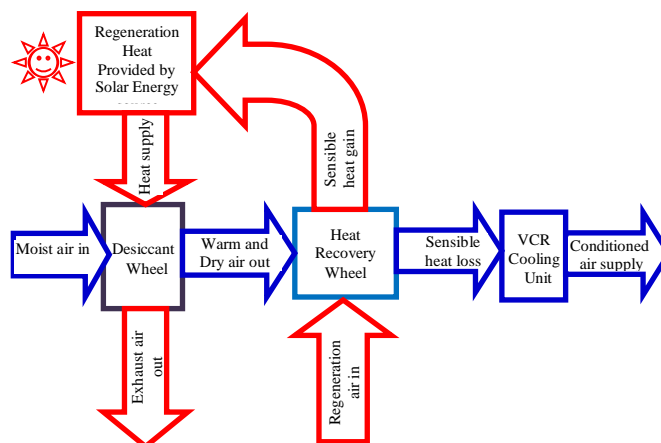 Regeneration
Heat
Provided by
Solar Energy
Heat supply
Sensible
heat gain
Moist air in
Desiccant
Wheel
Warm and
Dry air out
Heat
Recovery
Wheel
Sensible
heat loss
VCR
Cooling
Unit
Conditioned
air supply
Exhaust air
out
Regeneration
air in